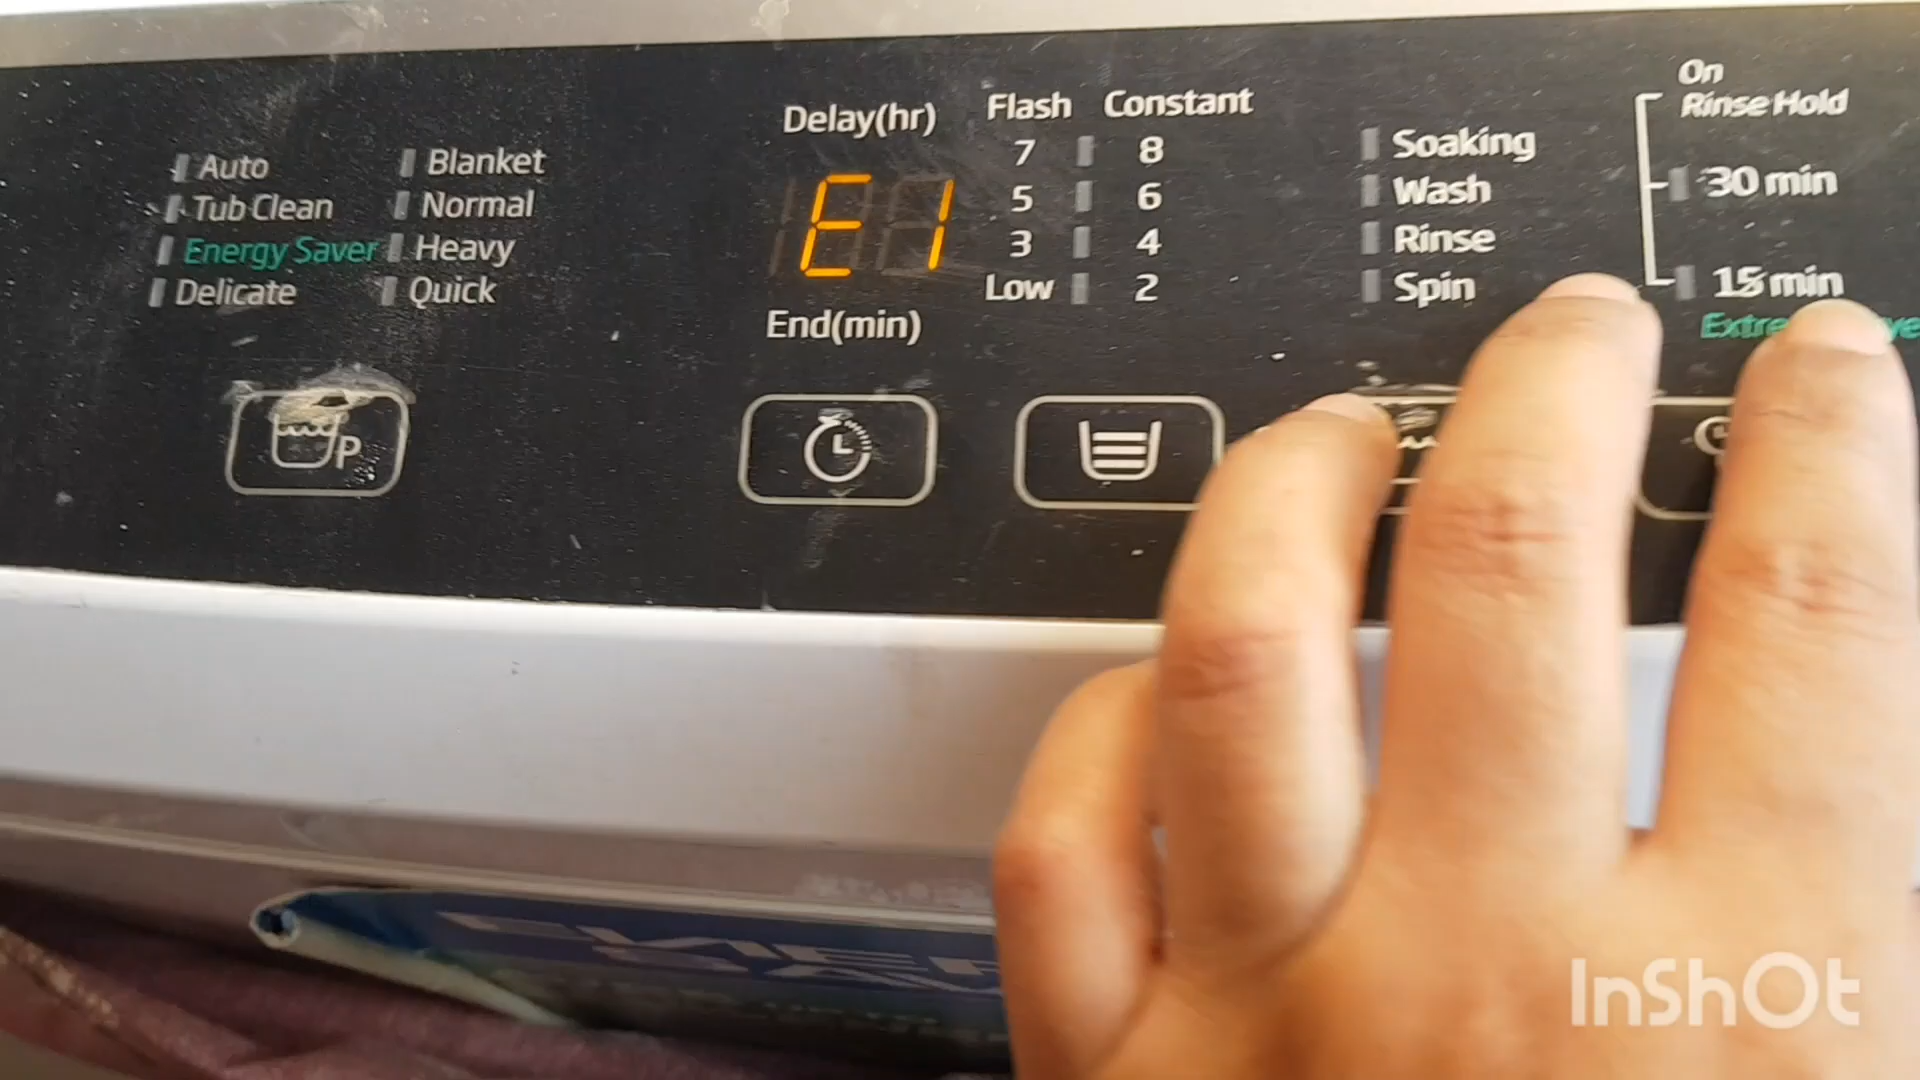 Auto
Tub Clean
Energy Saver
Delicate
Blanket
Normal
Heavy
Quick
P
Delay(hr)
E1
End(min)
Flash Constant
7 8
5 6
3 4
Low 2
Soaking
Wash
Rinse
Spin
On
Rinse Hold
30 min
15 min
InShOt